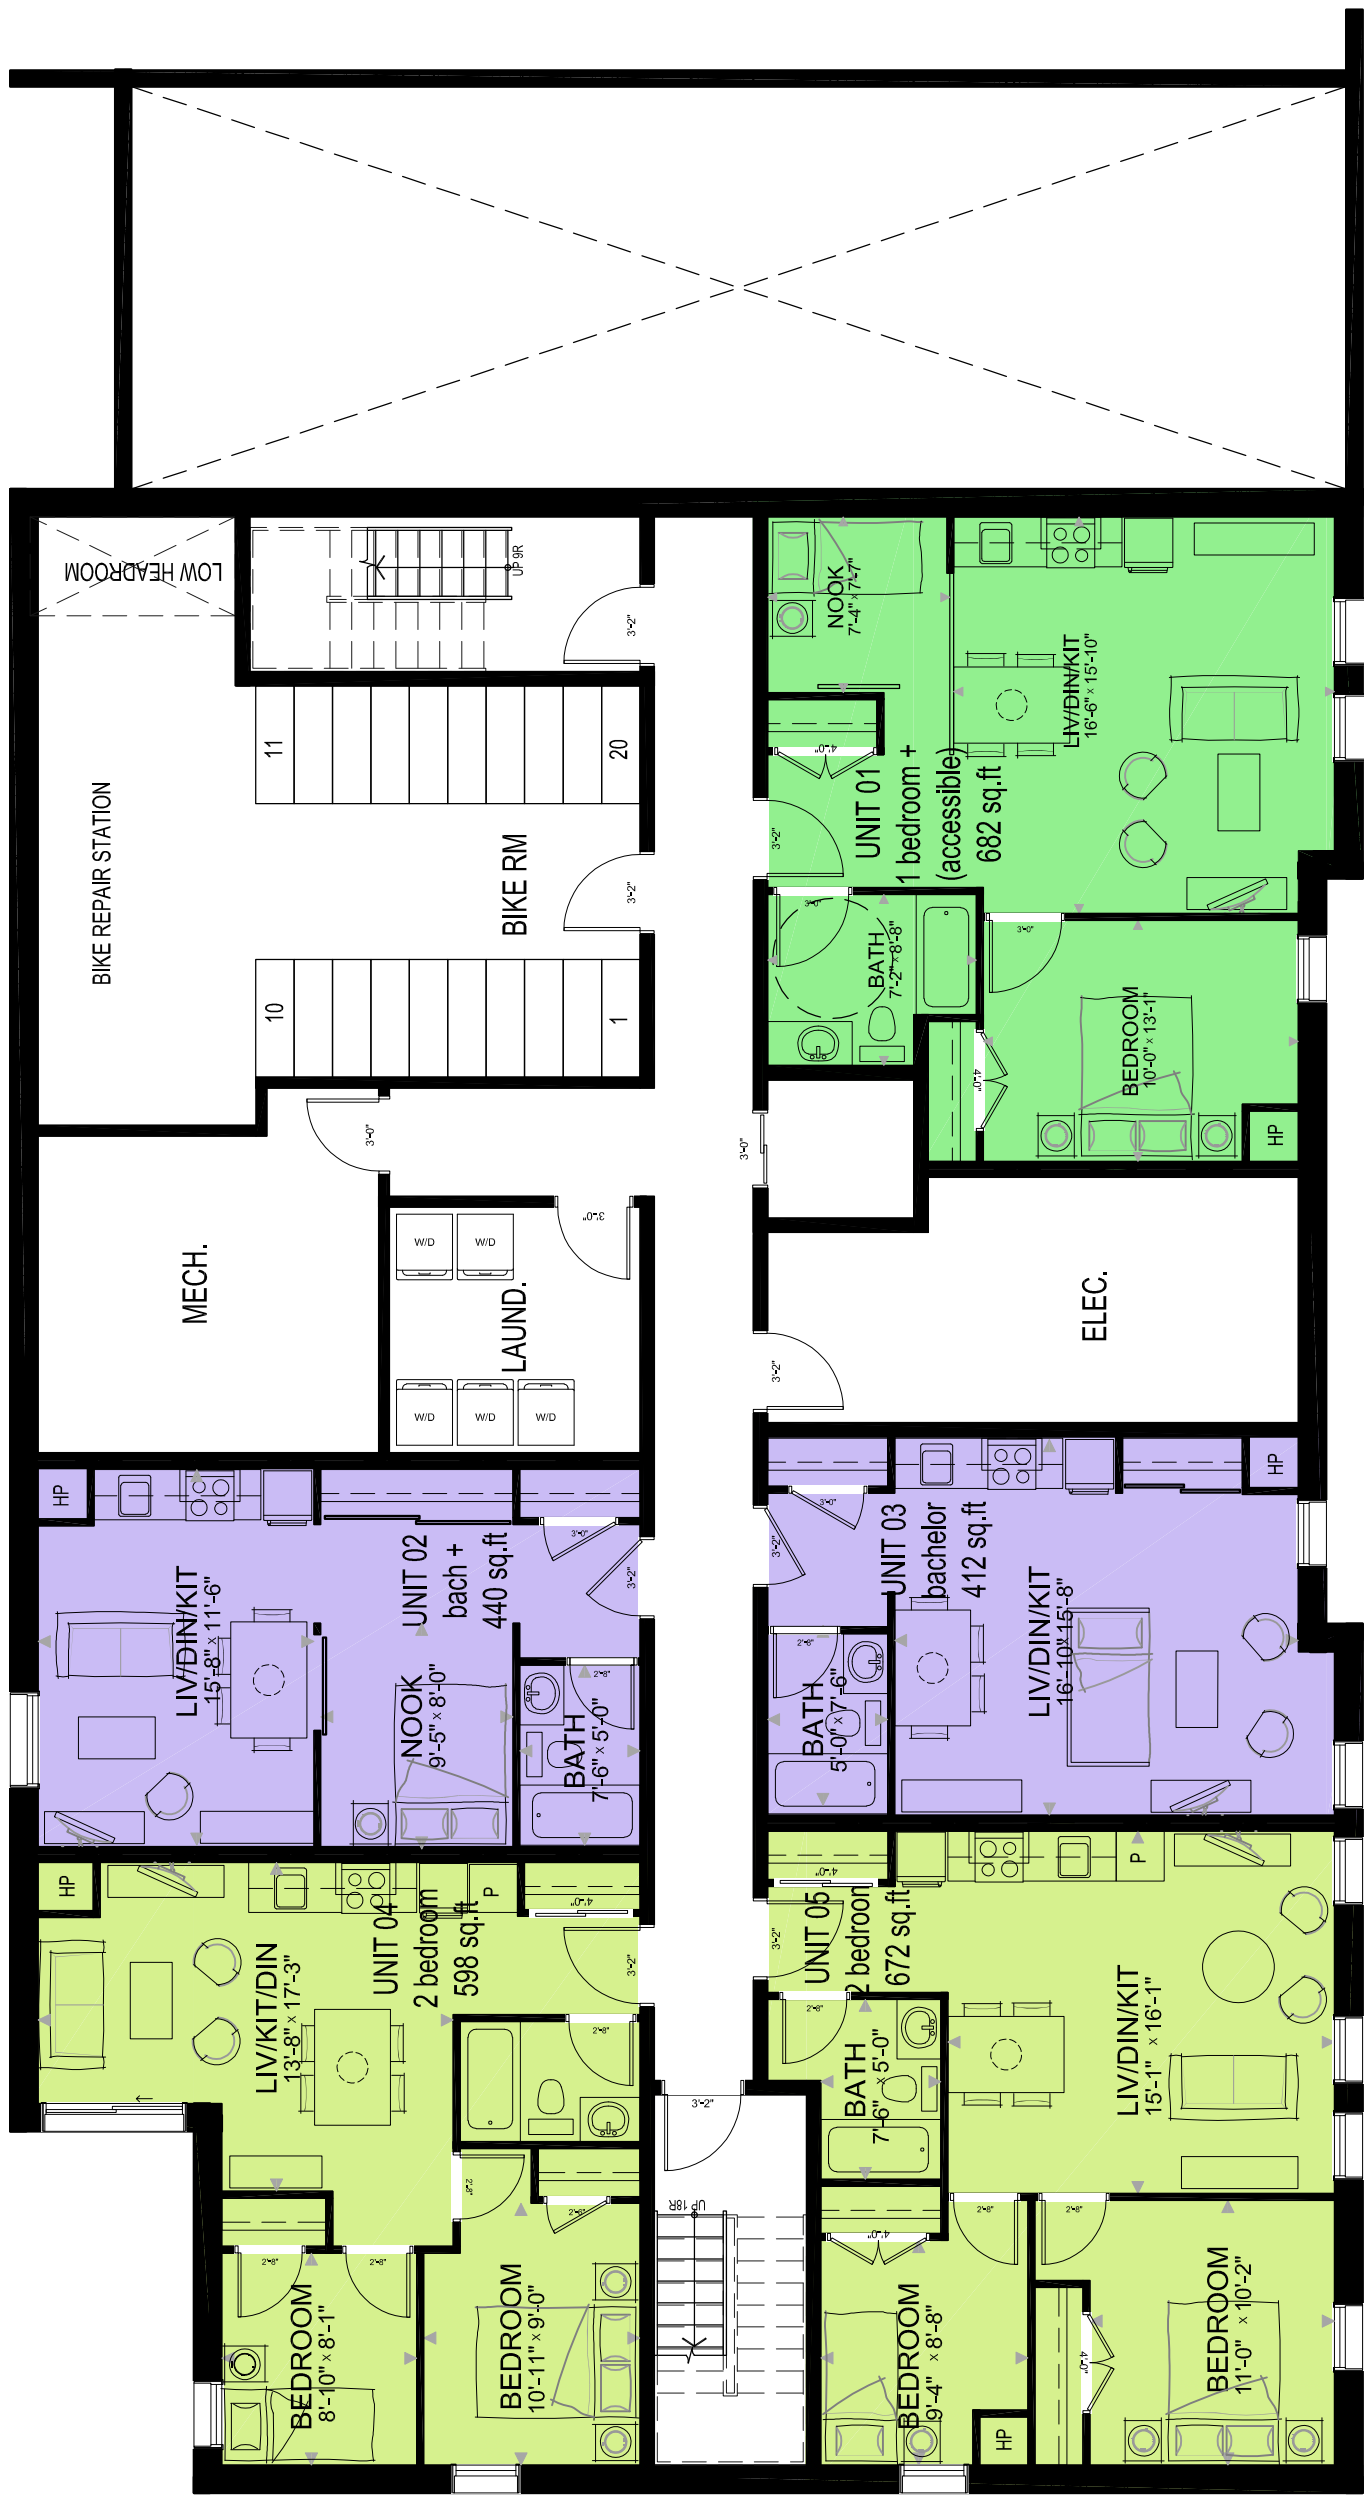 LOW HEADROOM
UP 9R
3'-2"
11
20
BIKE REPAIR STATION
BIKE RM
3'-2"
10
1
NOOK
7'-4" x 7'-7"
LIV/DIN/KIT
16'-6" x 15'-10"
4'-0"
UNIT 01
1 bedroom +
(accessible)
682 sq.ft
3'-2"
3'-0"
BATH
7'-2" x 8'-8"
3'-0"
BEDROOM
10'-0" x 13'-1"
4'-0"
HP
3'-0"
3'-0"
MECH.
3'-0"
W/D
W/D
LAUND.
W/D
W/D
W/D
ELEC.
3'-2"
HP
UNIT 02
bach +
440 sq.ft
3'-0"
3'-2"
LIV/DIN/KIT
15'-8" x 11'-6"
NOOK
9'-5" x 8'-0"
2'-8"
BATH
7'-6" x 5'-0"
HP
3'-0"
3'-2"
UNIT 03
bachelor
412 sq.ft
LIV/DIN/KIT
16'-10" x 15'-8"
2'-8"
BATH
5'-0" x 7'-6"
HP
P
4'-0"
UNIT 04
2 bedroom
598 sq.ft
3'-2"
LIV/KIT/DIN
13'-8" x 17'-3"
2'-8"
2'-8"
2'-6"
2'-8"
2'-8"
BEDROOM
8'-10" x 8'-1"
BEDROOM
10'-11" x 9'-0"
4'-0"
P
UNIT 05
2 bedroom
672 sq.ft
3'-2"
2'-8"
LIV/DIN/KIT
15'-1" x 16'-1"
BATH
7'-6" x 5'-0"
3'-2"
UP 18R
2'-8"
2'-8"
4'-0"
BEDROOM
9'-4" x 8'-8"
HP
4'-0"
BEDROOM
11'-0" x 10'-2"